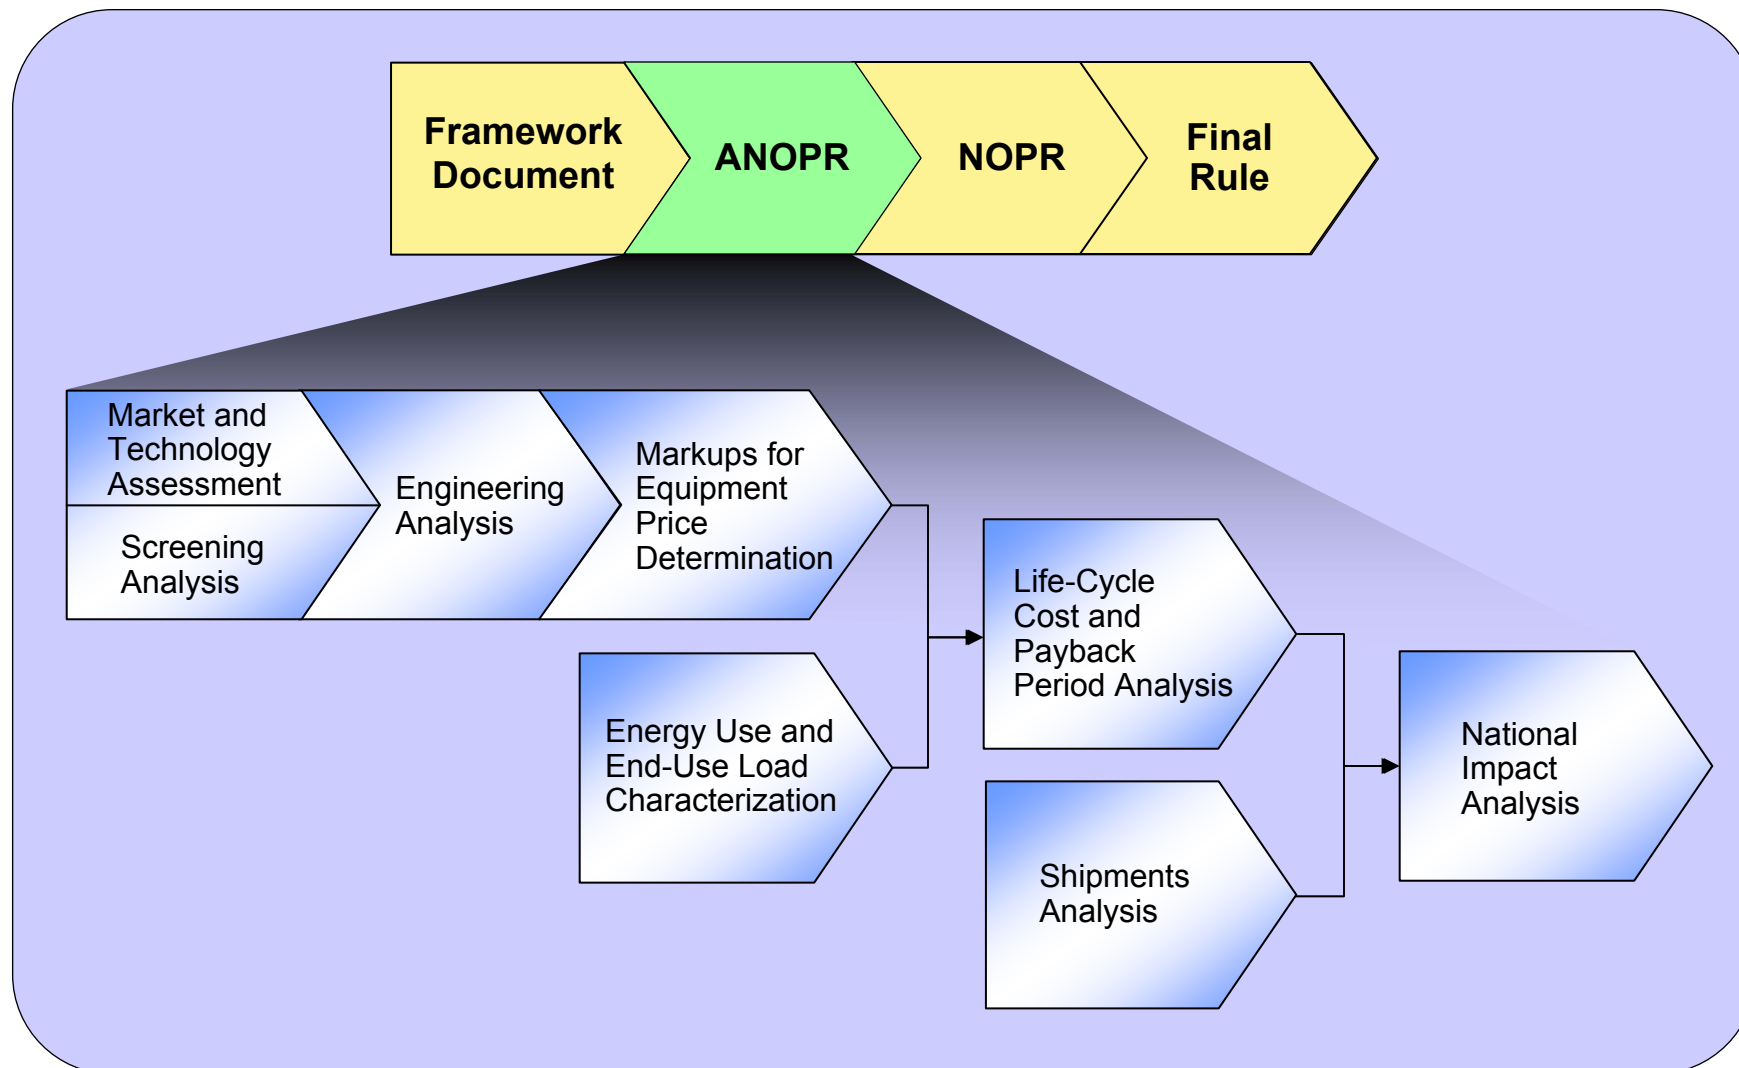 Framework
Document
ANOPR
NOPR
Final
Rule
Market and
Technology
Assessment
Screening
Analysis
Engineering
Analysis
Markups for
Equipment
Price
Determination
Energy Use and
End-Use Load
Characterization
Life-Cycle
Cost and
Payback
Period Analysis
Shipments
Analysis
National
Impact
Analysis